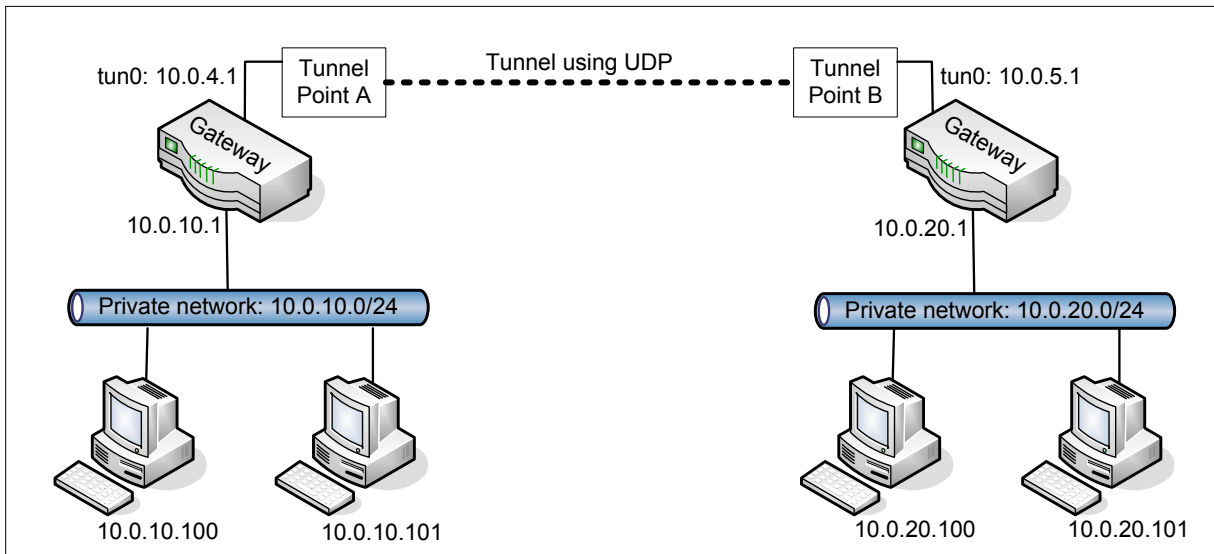 Tunnel using UDP
tun0: 10.0.4.1
Tunnel
Point A
Tunnel
Point B
tun0: 10.0.5.1
Gateway
Gateway
10.0.10.1
10.0.20.1
Private network: 10.0.10.0/24
Private network: 10.0.20.0/24
10.0.10.100
10.0.10.101
10.0.20.100
10.0.20.101